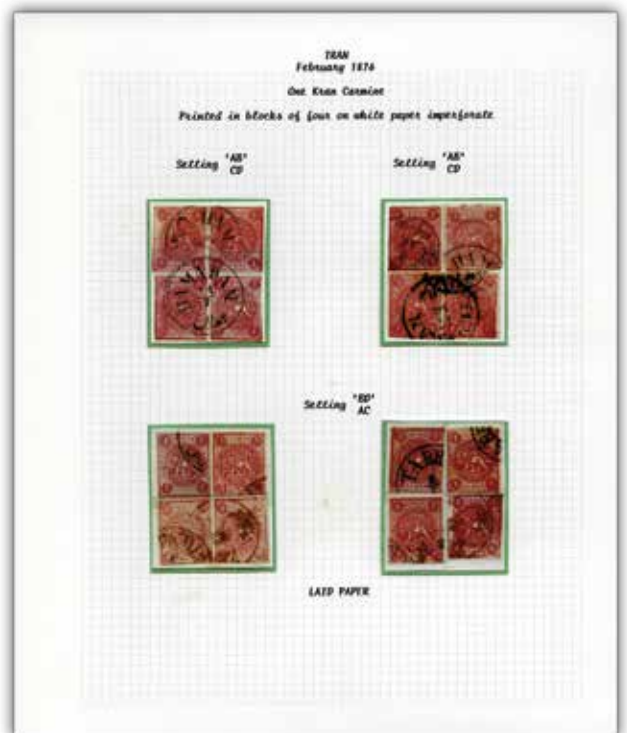 IRAN
February 1876
One Kran Carmine
Printed in blocks of four on white paper imperforate
Setting "AB"
CD
Setting "AB"
CD
Setting "BD"
AC
LAID PAPER